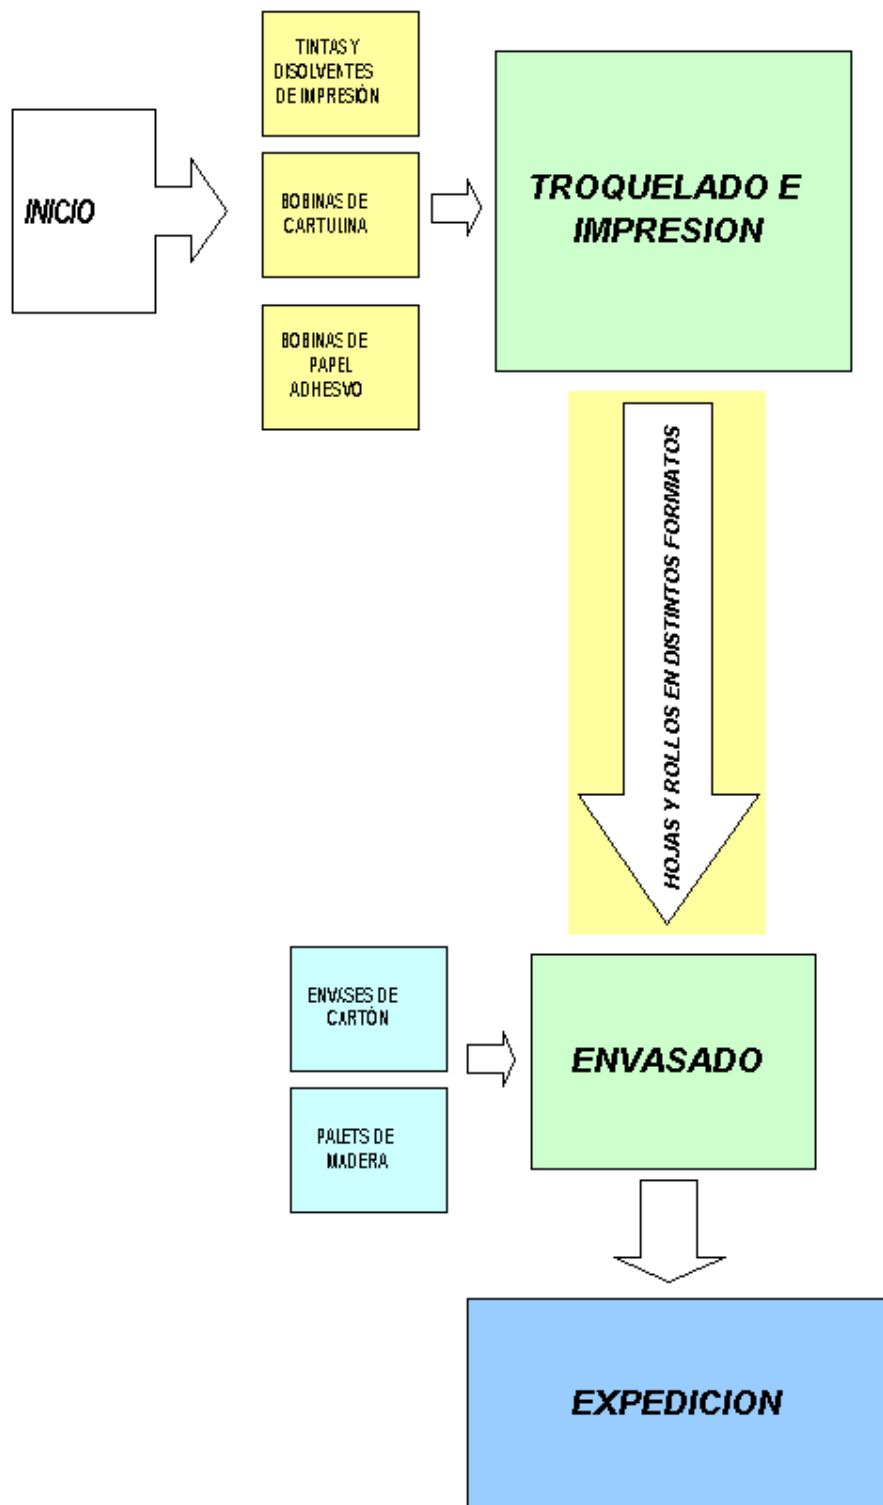 TINTAS Y
DISOLVENTES
DE IMPRESIÓN
INICIO
BOBINAS DE
CARTULINA
TROQUELADO E
IMPRESION
BOBINAS DE
PAPEL
ADHESVO
HOJAS Y ROLLOS EN DISTINTOS FORMATOS
ENVASES DE
CARTÓN
ENVASADO
PALETS DE
MADERA
EXPEDICION